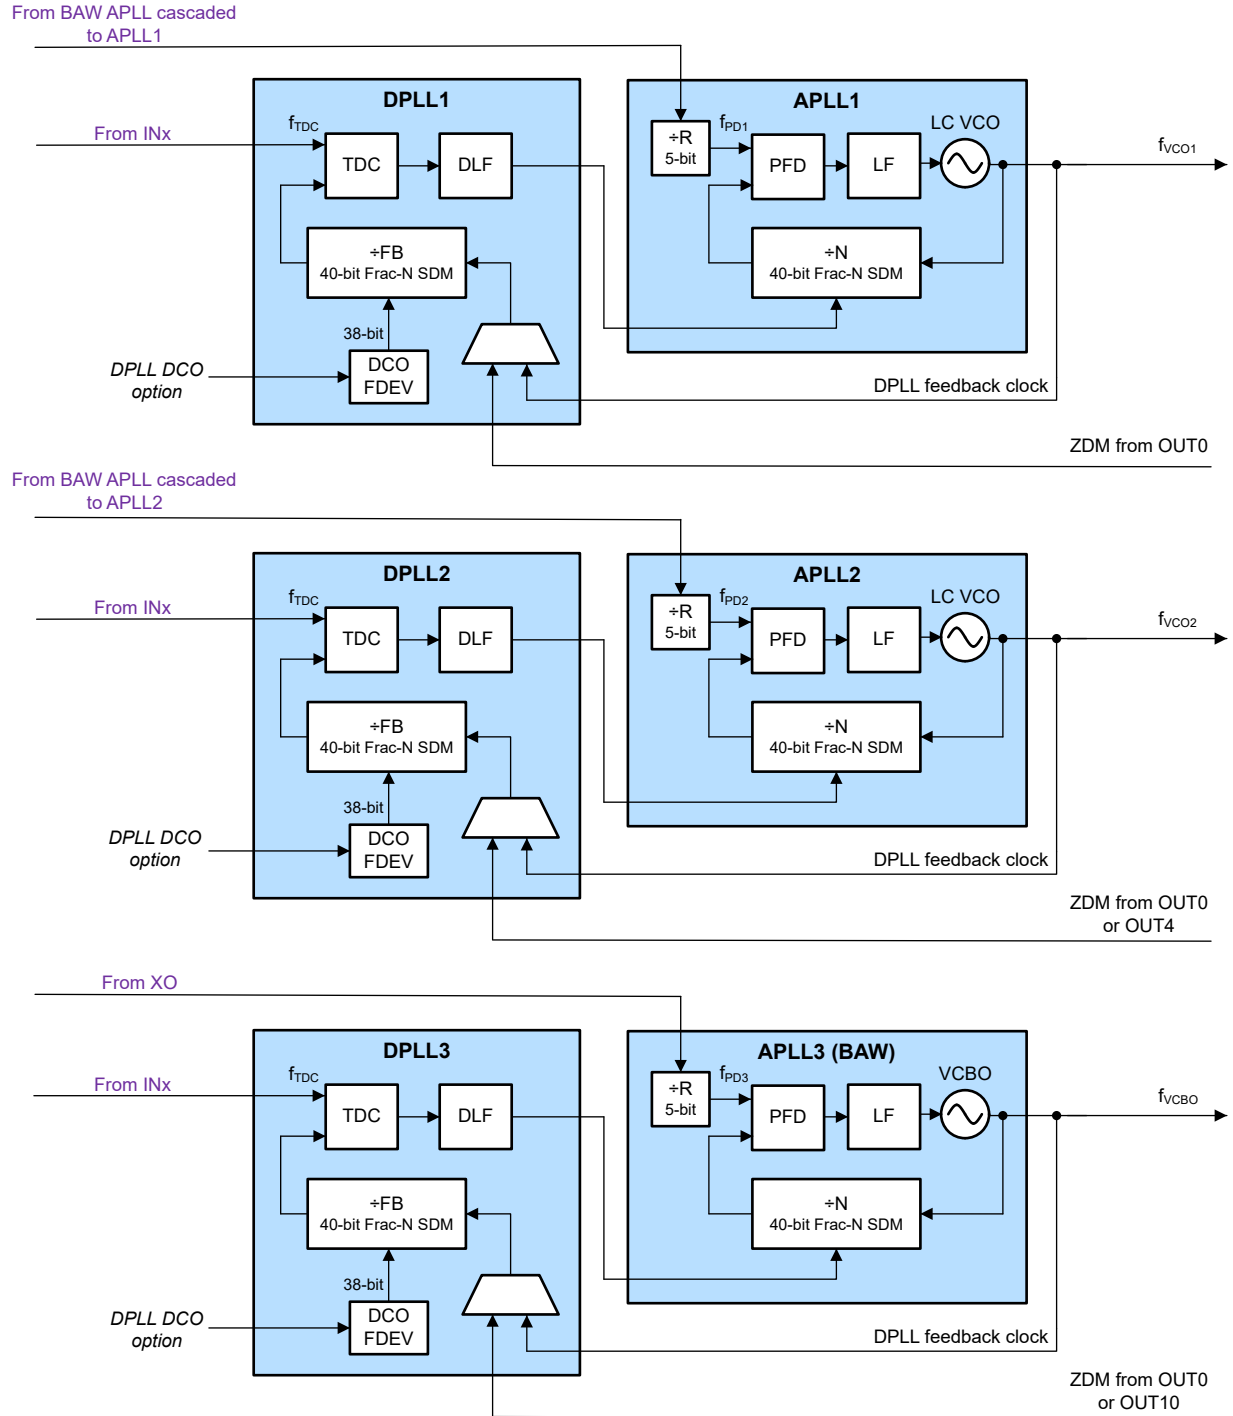 From BAW APLL cascaded
to APLL1
DPLL1
APLL1
From INx
fTDC
TDC
DLF
÷R
5-bit
fPD1
PFD
LF
LC VCO
fVCO1
÷FB
40-bit Frac-N SDM
÷N
40-bit Frac-N SDM
38-bit
DPLL DCO
option
DCO
FDEV
DPLL feedback clock
ZDM from OUT0
From BAW APLL cascaded
to APLL2
DPLL2
APLL2
From INx
fTDC
TDC
DLF
÷R
5-bit
fPD2
PFD
LF
LC VCO
fVCO2
÷FB
40-bit Frac-N SDM
÷N
40-bit Frac-N SDM
38-bit
DPLL DCO
option
DCO
FDEV
DPLL feedback clock
ZDM from OUT0
or OUT4
From XO
DPLL3
APLL3 (BAW)
From INx
fTDC
TDC
DLF
÷R
5-bit
fPD3
PFD
LF
VCBO
fVCBO
÷FB
40-bit Frac-N SDM
÷N
40-bit Frac-N SDM
38-bit
DPLL DCO
option
DCO
FDEV
DPLL feedback clock
ZDM from OUT0
or OUT10